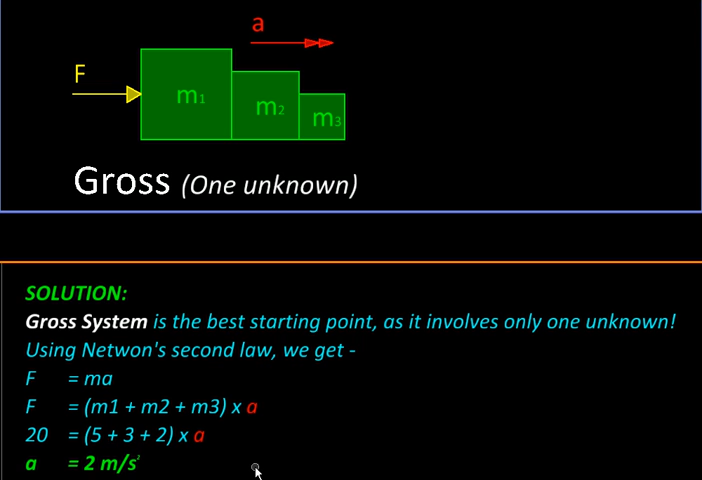 a
F
m1
m2
m3
Gross (One unknown)
SOLUTION:
Gross System is the best starting point, as it involves only one unknown!
Using Netwon's second law, we get -
F = ma
F = (m1 + m2 + m3) x a
20 = (5 + 3 + 2) x a
a = 2 m/s²